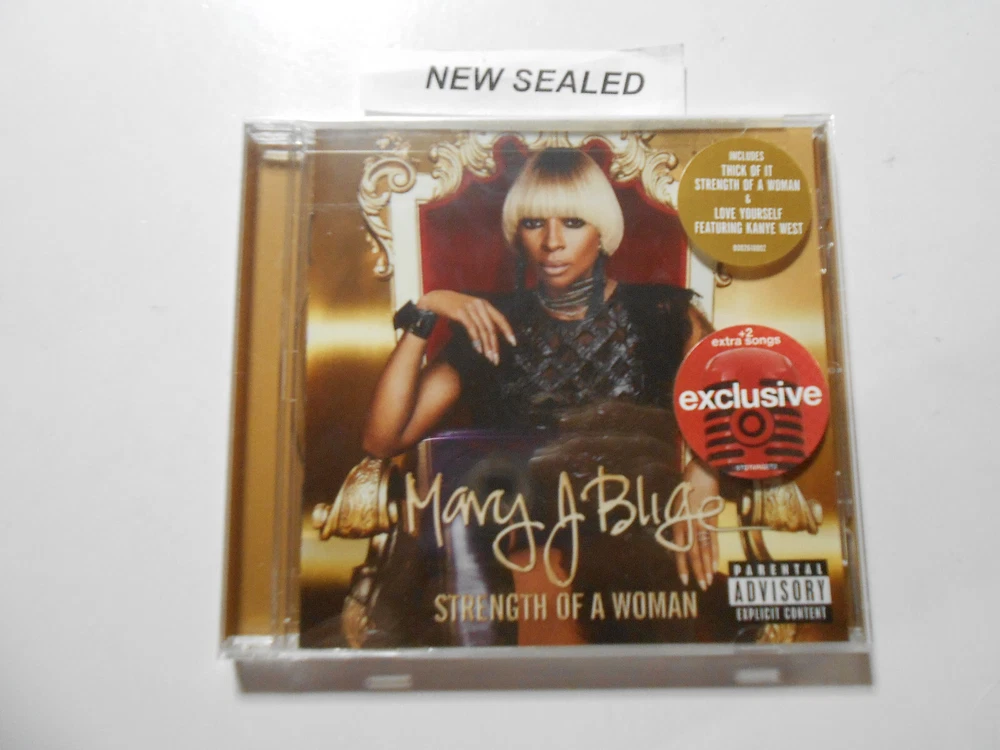 NEW SEALED
INCLUDES
THICK OF IT
STRENGTH OF A WOMAN
&
LOVE YOURSELF
FEATURING KANYE WEST
+2
extra songs
exclusive
Mary J Blige
STRENGTH OF A WOMAN
PARENTAL
ADVISORY
EXPLICIT CONTENT